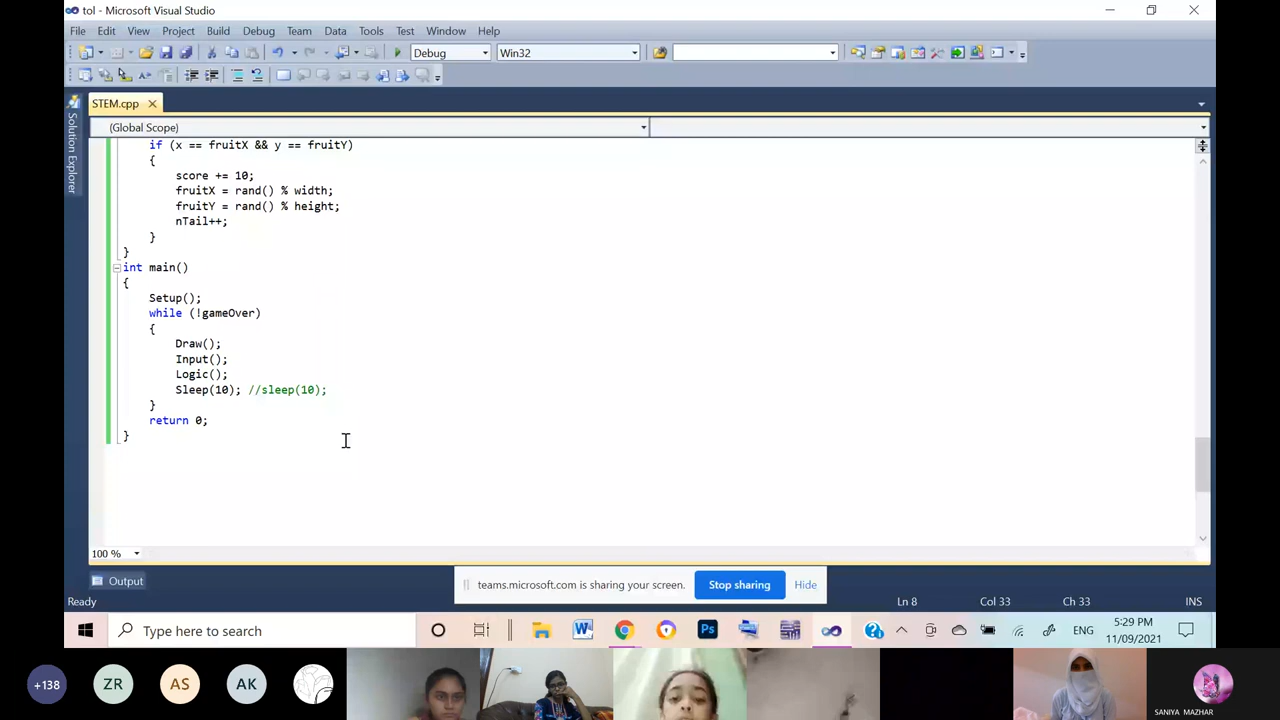 tol - Microsoft Visual Studio
File Edit View Project Build Debug Team Data Tools Test Window Help
Debug Win32
STEM.cpp
(Global Scope)
Solution Explorer
if (x == fruitX && y == fruitY)
{
score += 10;
fruitX = rand() % width;
fruitY = rand() % height;
nTail++;
}
}
int main()
{
Setup();
while (!gameOver)
{
Draw();
Input();
Logic();
Sleep(10); //sleep(10);
}
return 0;
}
100 %
Output
teams.microsoft.com is sharing your screen. Stop sharing Hide
Ready Ln 8 Col 33 Ch 33 INS
Type here to search
W Ps ENG
5:29 PM
11/09/2021
+138 ZR AS AK
SANIYA MAZHAR